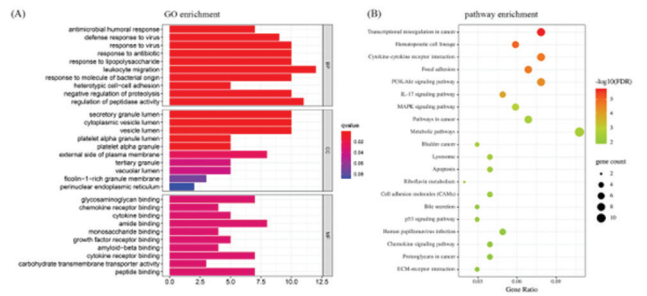 (A)
GO enrichment
antimicrobial humoral response
defense response to virus
response to virus
response to antibiotic
response to lipopolysaccharide
leukocyte migration
response to molecule of bacterial origin
heterotypic cell-cell adhesion
negative regulation of proteolysis
regulation of peptidase activity
BP
secretory granule lumen
cytoplasmic vesicle lumen
vesicle lumen
platelet alpha granule lumen
platelet alpha granule
external side of plasma membrane
tertiary granule
vacuolar lumen
ficolin-1-rich granule membrane
perinuclear endoplasmic reticulum
CC
glycosaminoglycan binding
chemokine receptor binding
cytokine binding
amide binding
monosaccharide binding
growth factor receptor binding
amyloid-beta binding
cytokine receptor binding
carbohydrate transmembrane transporter activity
peptide binding
MF
0.0 2.5 5.0 7.5 10.0 12.5
qvalue
0.02
0.04
0.06
0.08
(B)
pathway enrichment
Transcriptional misregulation in cancer
Hematopoietic cell lineage
Cytokine-cytokine receptor interaction
Focal adhesion
PI3K-Akt signaling pathway
IL-17 signaling pathway
MAPK signaling pathway
Pathways in cancer
Metabolic pathways
Bladder cancer
Lysosome
Apoptosis
Riboflavin metabolism
Cell adhesion molecules (CAMs)
Bile secretion
p53 signaling pathway
Human papillomavirus infection
Chemokine signaling pathway
Proteoglycans in cancer
ECM-receptor interaction
0.03 0.06 0.09
Gene Ratio
-log10(FDR)
5
4
3
2
gene count
2
4
6
8
10